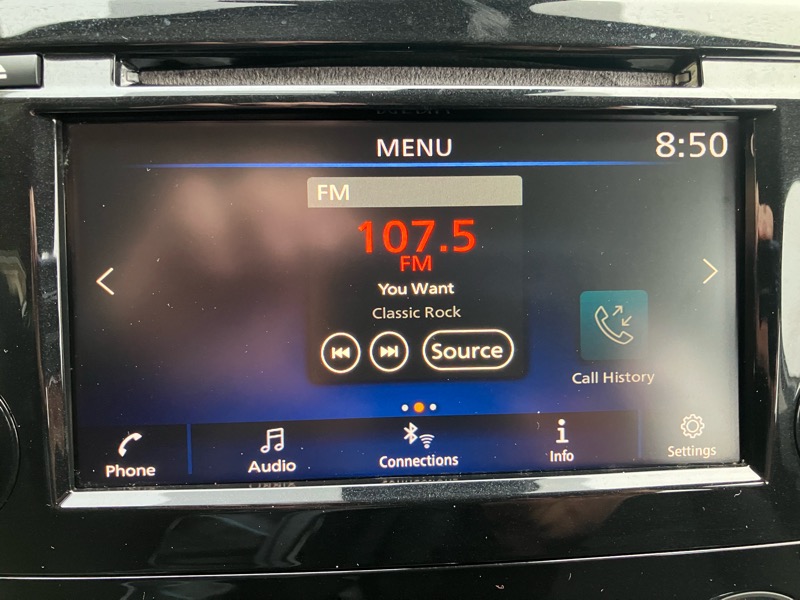 MENU
8:50
FM
107.5
FM
You Want
Classic Rock
Source
Call History
Phone
Audio
Connections
Info
Settings